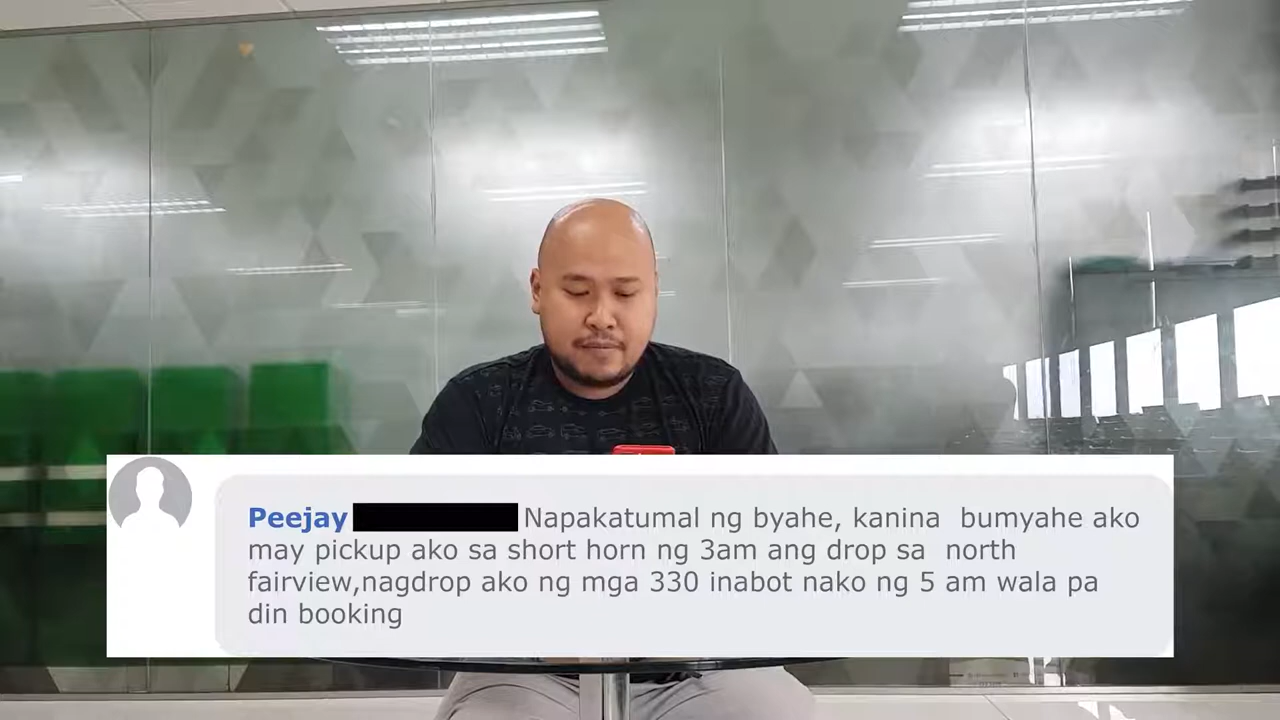 Peejay Napakatumal ng byahe, kanina bumyahe ako
may pickup ako sa short horn ng 3am ang drop sa north
fairview,nagdrop ako ng mga 330 inabot nako ng 5 am wala pa
din booking